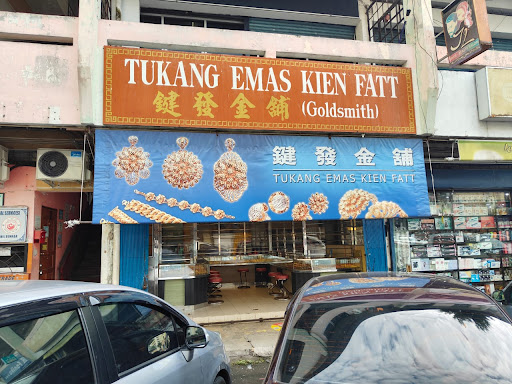 TUKANG EMAS KIEN FATT
鍵發金舖
(Goldsmith)
鍵發金舖
TUKANG EMAS KIEN FATT